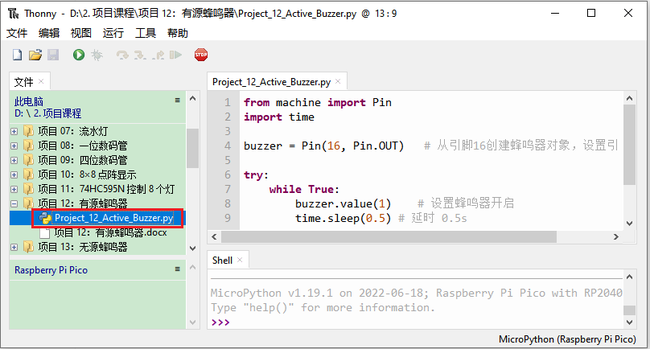 Thonny - D:\2. 项目课程\项目 12：有源蜂鸣器\Project_12_Active_Buzzer.py @ 13:9
文件 编辑 视图 运行 工具 帮助
STOP
文件
此电脑
D: \ 2. 项目课程
项目 07：流水灯
项目 08：一位数码管
项目 09：四位数码管
项目 10：8×8 点阵显示
项目 11：74HC595N 控制 8 个灯
项目 12：有源蜂鸣器
Project_12_Active_Buzzer.py
项目 12：有源蜂鸣器.docx
项目 13：无源蜂鸣器
Raspberry Pi Pico
Project_12_Active_Buzzer.py
1 from machine import Pin
2 import time
3
4 buzzer = Pin(16, Pin.OUT) # 从引脚16创建蜂鸣器对象，设置引
5
6 try:
7 while True:
8 buzzer.value(1) # 设置蜂鸣器开启
9 time.sleep(0.5) # 延时 0.5s
Shell
MicroPython v1.19.1 on 2022-06-18; Raspberry Pi Pico with RP2040
Type "help()" for more information.
>>>
MicroPython (Raspberry Pi Pico)